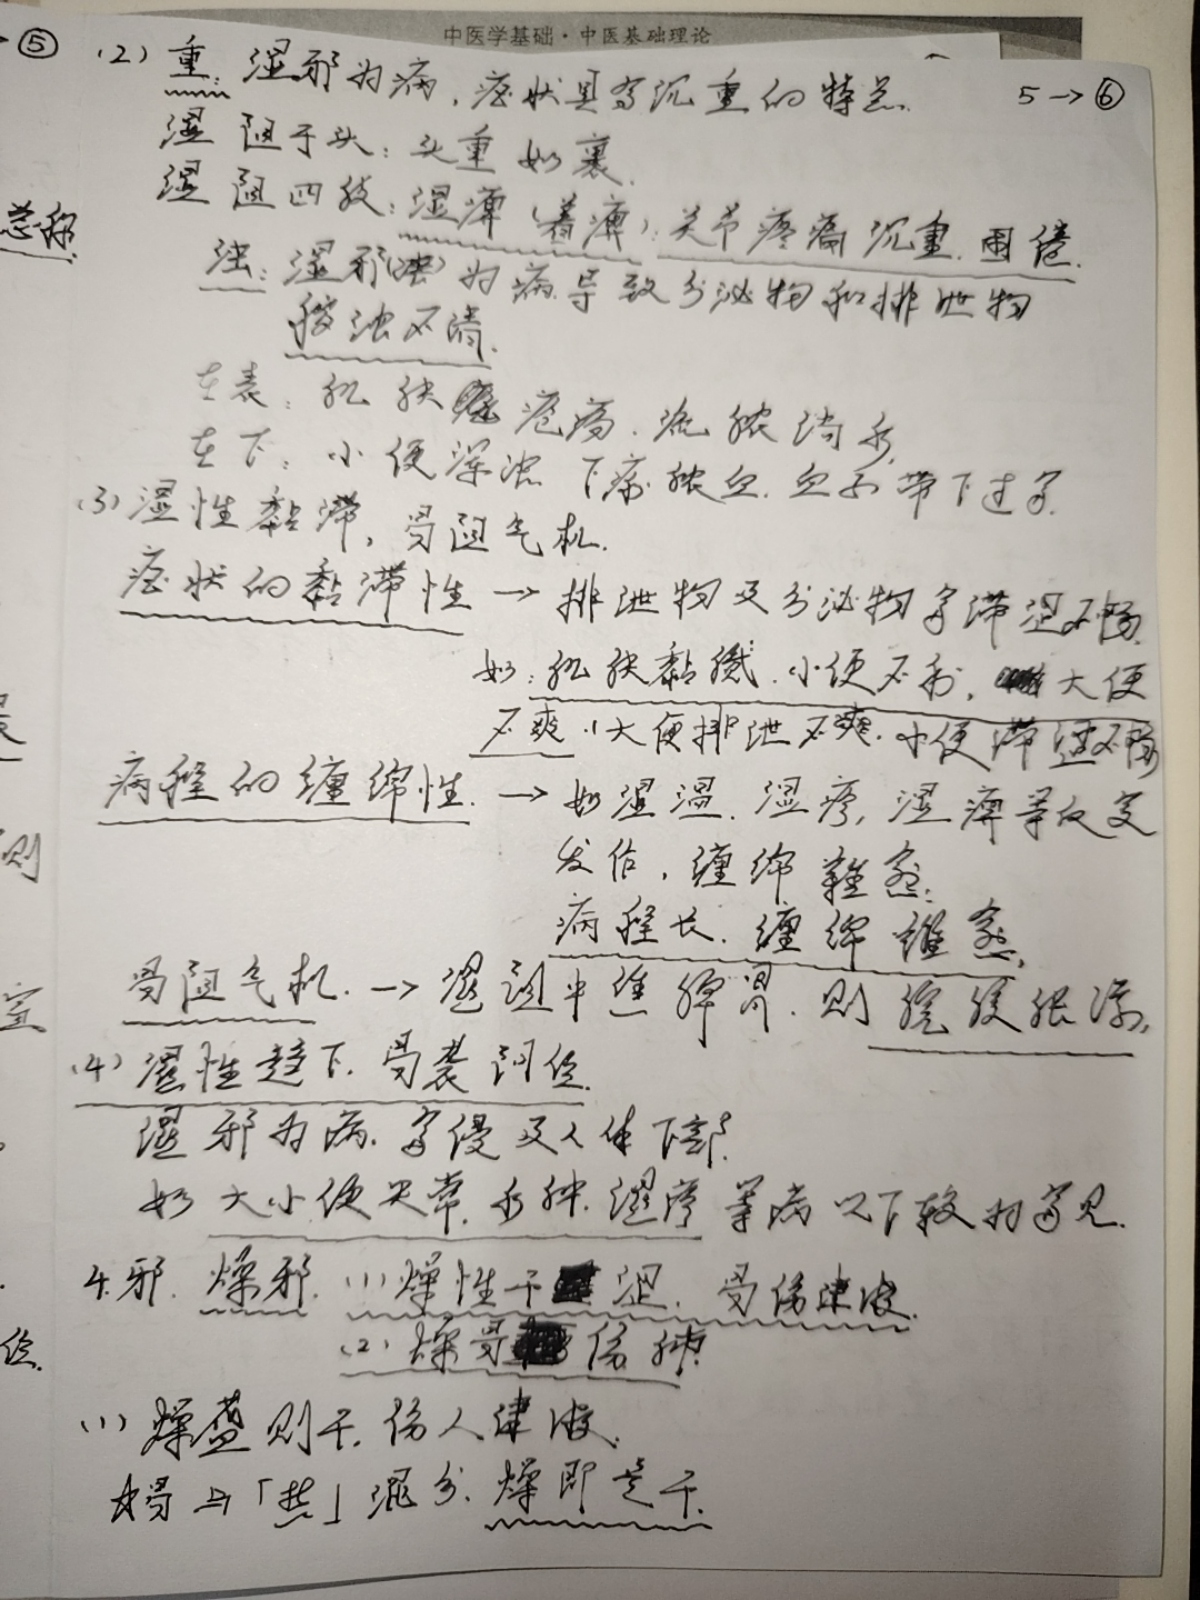 中医学基础·中医基础理论
⑤
5→⑥
(2) 重: 湿邪为病,症状具有沉重的特点.
湿阻于头:头重如裹.
湿阻四肢:湿痹(着痹):关节疼痛沉重.困倦.
总称
浊:湿邪(浊)为病.导致分泌物和排泄物
秽浊不清.
在表:肌肤疮疡.流脓淌水
在下:小便浑浊 下痢脓血. 带下过多.
(3) 湿性黏滞,易阻气机.
症状的黏滞性→排泄物及分泌物多滞涩不畅.
如:肌肤黏腻.小便不利,大便
不爽(大便排泄不爽.小便滞涩不畅
病程的缠绵性.→如湿温.湿疹,湿痹等反复
发作,缠绵难愈.
则
病程长.缠绵难愈,
易阻气机.→湿阻中焦脾胃.则脘腹胀满,
(4) 湿性趋下.易袭阴位.
湿邪为病.多侵及人体下部.
如大小便失常.水肿.湿疹等病以下较为多见.
4.邪. 燥邪. (1)燥性干涩. 易伤津液.
(2)燥易伤肺.
位.
(1) 燥盛则干.伤人津液.
易与「热」混分.燥即是干.